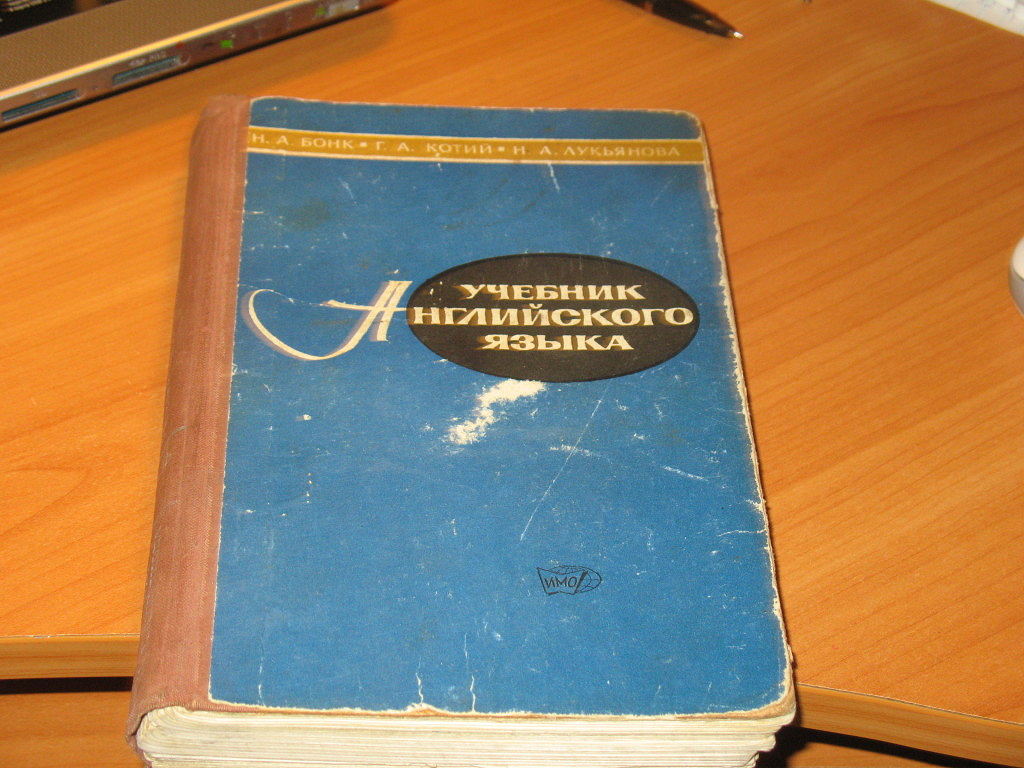 Н. А. БОНК • Г. А. КОТИЙ • Н. А. ЛУКЬЯНОВА
УЧЕБНИК
АНГЛИЙСКОГО
ЯЗЫКА
ИМО